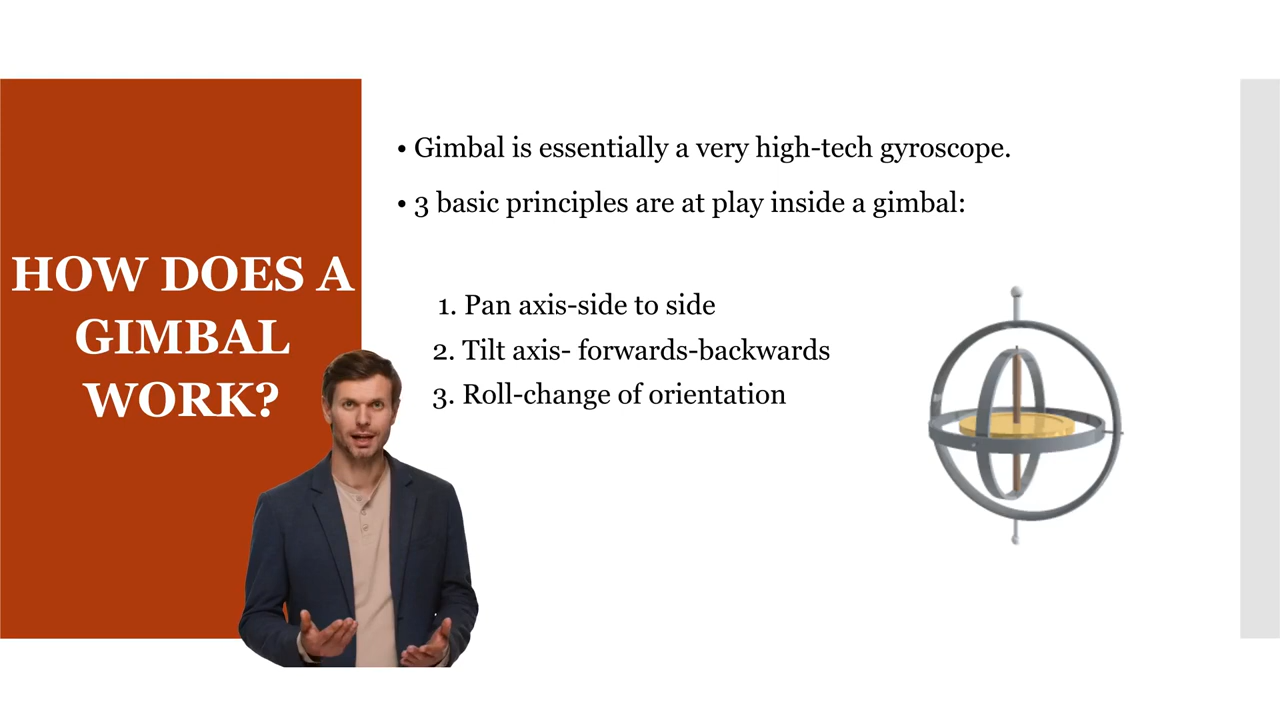 HOW DOES A
GIMBAL
WORK?
• Gimbal is essentially a very high-tech gyroscope.
• 3 basic principles are at play inside a gimbal:
1. Pan axis-side to side
2. Tilt axis- forwards-backwards
3. Roll-change of orientation